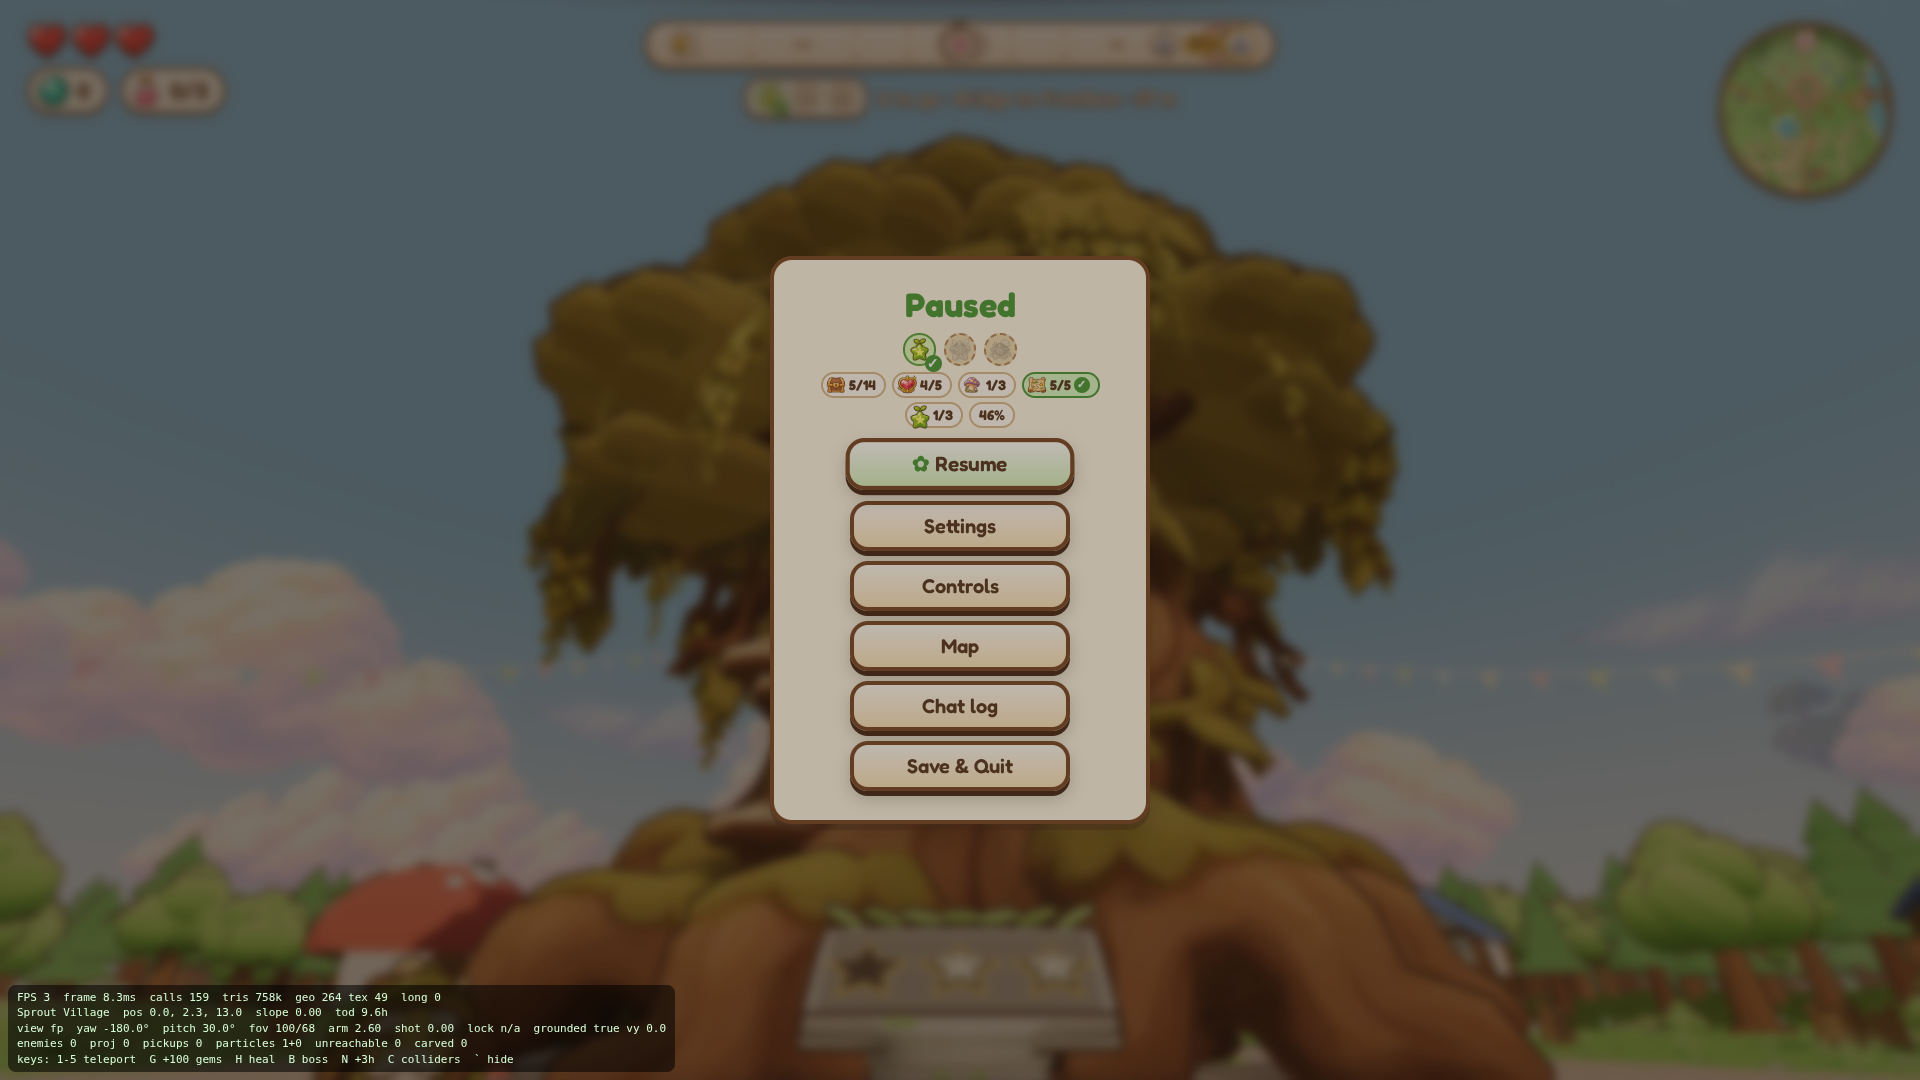 Paused
5/14 4/5 1/3 5/5
1/3 46%
Resume
Settings
Controls
Map
Chat log
Save & Quit
FPS 3 frame 8.3ms calls 159 tris 758k geo 264 tex 49 long 0
Sprout Village pos 0.0, 2.3, 13.0 slope 0.00 tod 9.6h
view fp yaw -180.0° pitch 30.0° fov 100/68 arm 2.60 shot 0.00 lock n/a grounded true vy 0.0
enemies 0 proj 0 pickups 0 particles 1+0 unreachable 0 carved 0
keys: 1-5 teleport G +100 gems H heal B boss N +3h C colliders ` hide